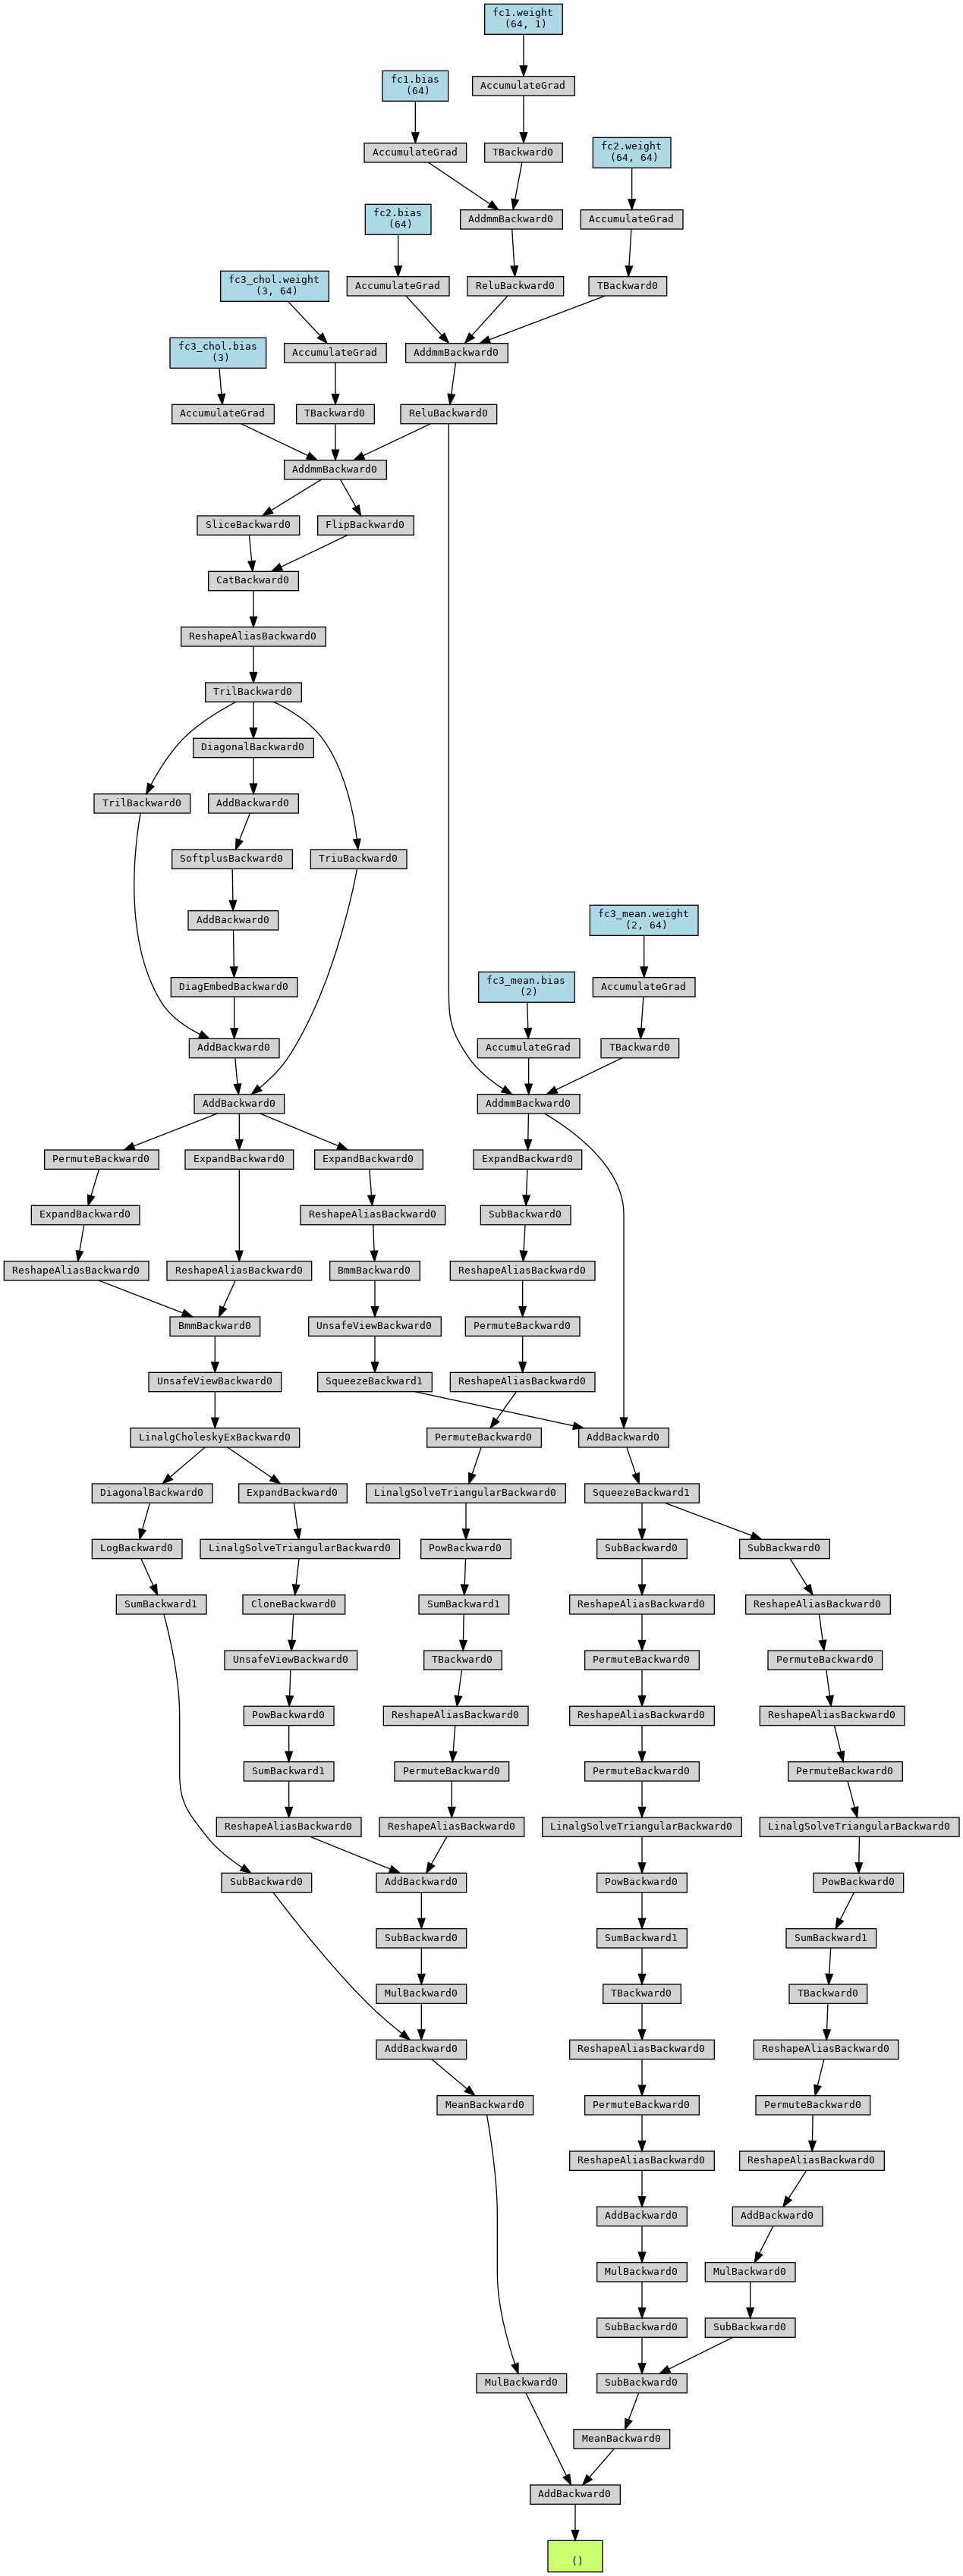 fc1.weight
(64, 1)
fc1.bias
(64)
AccumulateGrad
AccumulateGrad
TBackward0
fc2.weight
(64, 64)
fc2.bias
(64)
AddmmBackward0
AccumulateGrad
fc3_chol.weight
(3, 64)
AccumulateGrad
ReluBackward0
TBackward0
fc3_chol.bias
(3)
AccumulateGrad
AddmmBackward0
AccumulateGrad
TBackward0
ReluBackward0
AddmmBackward0
SliceBackward0
FlipBackward0
CatBackward0
ReshapeAliasBackward0
TrilBackward0
DiagonalBackward0
TrilBackward0
AddBackward0
SoftplusBackward0
TriuBackward0
AddBackward0
fc3_mean.weight
(2, 64)
DiagEmbedBackward0
fc3_mean.bias
(2)
AccumulateGrad
AddBackward0
AccumulateGrad
TBackward0
AddBackward0
AddmmBackward0
PermuteBackward0
ExpandBackward0
ExpandBackward0
ExpandBackward0
ExpandBackward0
ReshapeAliasBackward0
SubBackward0
ReshapeAliasBackward0
ReshapeAliasBackward0
BmmBackward0
ReshapeAliasBackward0
BmmBackward0
UnsafeViewBackward0
PermuteBackward0
UnsafeViewBackward0
SqueezeBackward1
ReshapeAliasBackward0
LinalgCholeskyExBackward0
PermuteBackward0
AddBackward0
DiagonalBackward0
ExpandBackward0
LinalgSolveTriangularBackward0
SqueezeBackward1
LogBackward0
LinalgSolveTriangularBackward0
PowBackward0
SubBackward0
SubBackward0
SumBackward1
CloneBackward0
SumBackward1
ReshapeAliasBackward0
ReshapeAliasBackward0
UnsafeViewBackward0
TBackward0
PermuteBackward0
PermuteBackward0
PowBackward0
ReshapeAliasBackward0
ReshapeAliasBackward0
ReshapeAliasBackward0
SumBackward1
PermuteBackward0
PermuteBackward0
PermuteBackward0
ReshapeAliasBackward0
ReshapeAliasBackward0
LinalgSolveTriangularBackward0
LinalgSolveTriangularBackward0
SubBackward0
AddBackward0
PowBackward0
PowBackward0
SubBackward0
SumBackward1
SumBackward1
MulBackward0
TBackward0
TBackward0
AddBackward0
ReshapeAliasBackward0
ReshapeAliasBackward0
MeanBackward0
PermuteBackward0
PermuteBackward0
ReshapeAliasBackward0
ReshapeAliasBackward0
AddBackward0
AddBackward0
MulBackward0
MulBackward0
SubBackward0
SubBackward0
MulBackward0
SubBackward0
MeanBackward0
AddBackward0
()